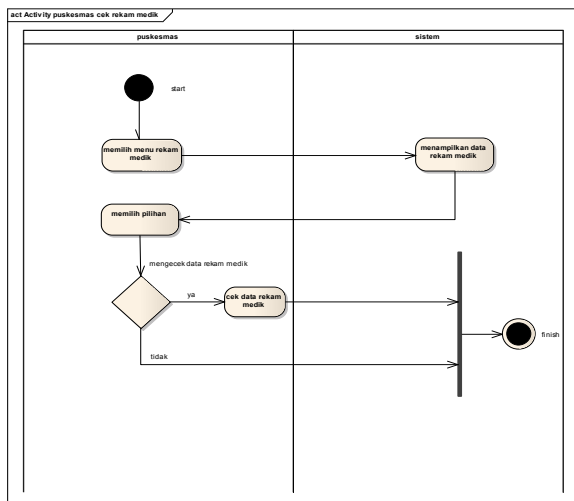 act Activity puskesmas cek rekam medik
puskesmas
sistem
start
memilih menu rekam
medik
menampilkan data
rekam medik
memilih pilihan
mengecek data rekam medik
ya
cek data rekam
medik
finish
tidak